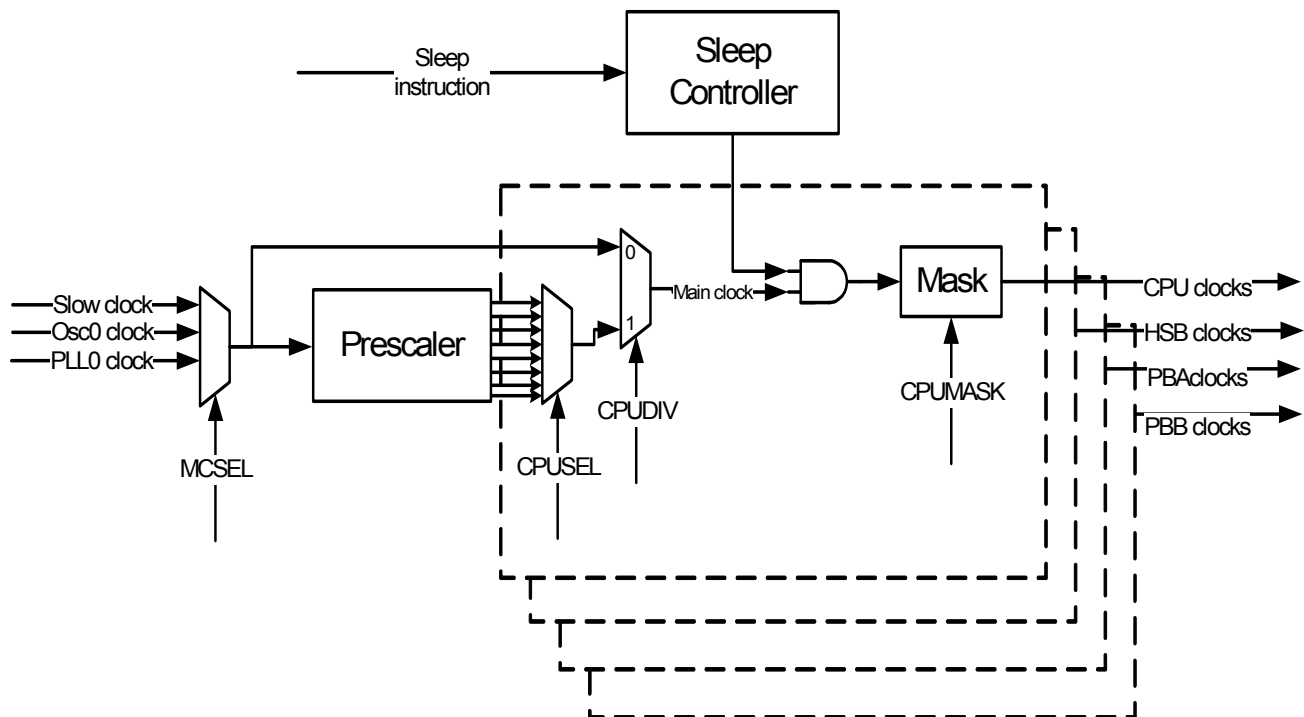 Sleep
instruction
Sleep
Controller
0
1
Main clock
Mask
CPU clocks
HSB clocks
PBAclocks
PBB clocks
Slow clock
Osc0 clock
PLL0 clock
Prescaler
MCSEL
CPUSEL
CPUDIV
CPUMASK